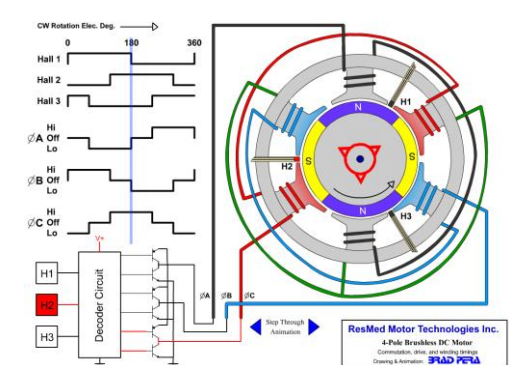 CW Rotation Elec. Deg.
0 180 360
Hall 1
Hall 2
Hall 3
Hi
ØA Off
Lo
Hi
ØB Off
Lo
Hi
ØC Off
Lo
V+
H1
H2
H3
Decoder Circuit
ØA ØB ØC
N
S
S
N
H1
H2
H3
Step Through
Animation
ResMed Motor Technologies Inc.
4-Pole Brushless DC Motor
Commutation, drive, and winding timings
Drawing & Animation: BRAD PERA